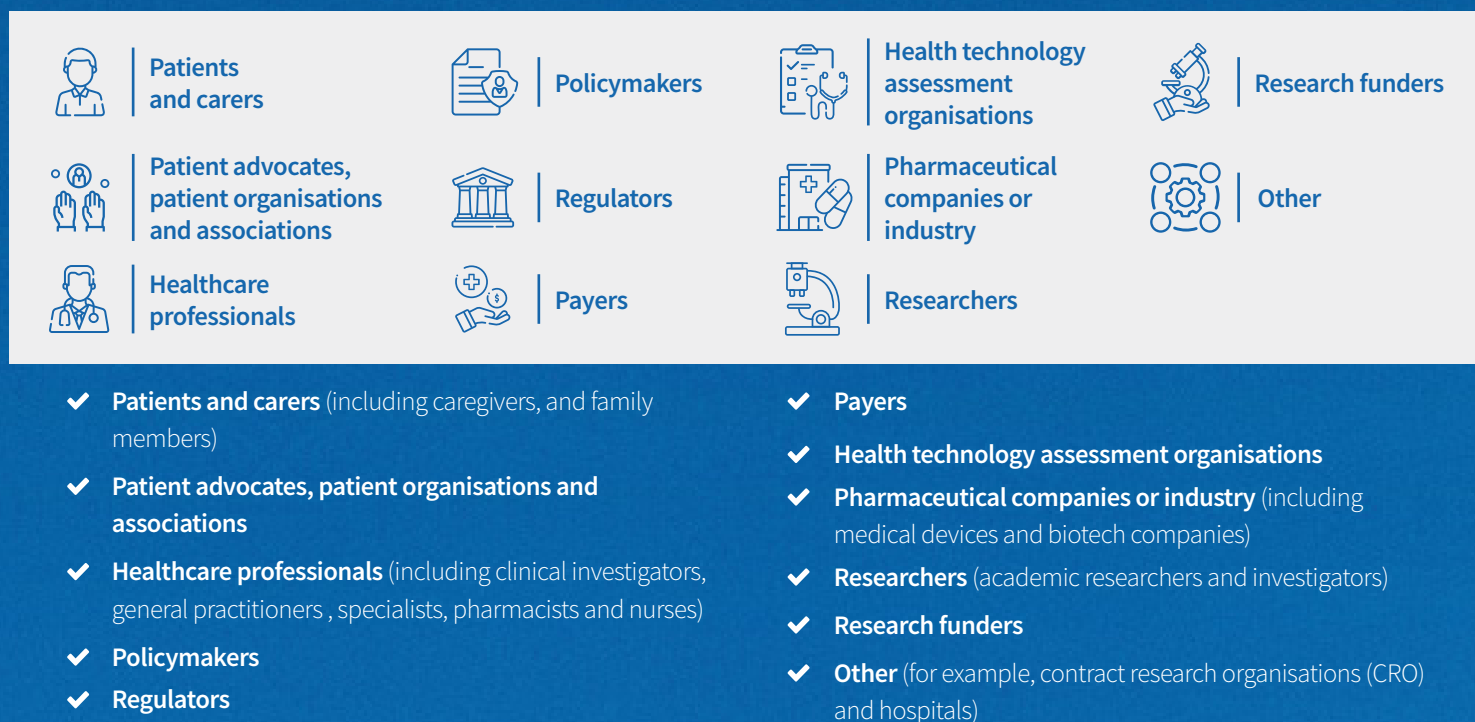 Patients
and carers
Patient advocates,
patient organisations
and associations
Healthcare
professionals
Policymakers
Regulators
Payers
Health technology
assessment
organisations
Pharmaceutical
companies or
industry
Researchers
Research funders
Other
Patients and carers (including caregivers, and family
members)
Patient advocates, patient organisations and
associations
Healthcare professionals (including clinical investigators,
general practitioners , specialists, pharmacists and nurses)
Policymakers
Regulators
Payers
Health technology assessment organisations
Pharmaceutical companies or industry (including
medical devices and biotech companies)
Researchers (academic researchers and investigators)
Research funders
Other (for example, contract research organisations (CRO)
and hospitals)